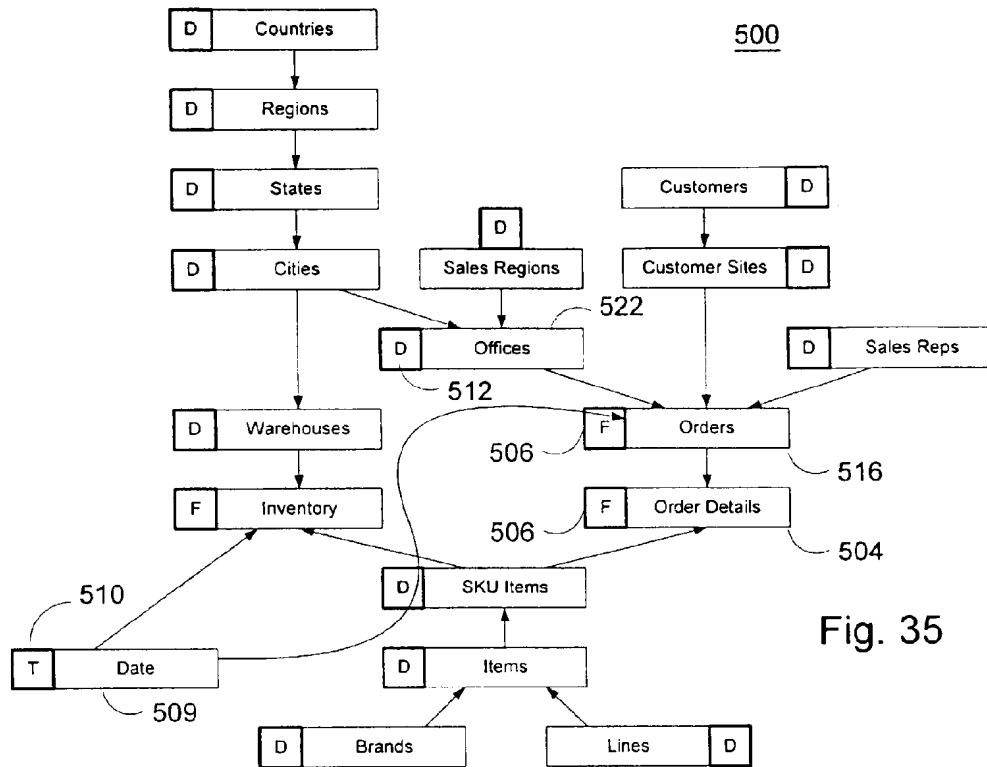 D Countries
500
D Regions
D States
Customers D
D
D Cities
Sales Regions
Customer Sites D
522
D Offices
D Sales Reps
512
D Warehouses
F Orders
506
516
F Inventory
F Order Details
506
504
D SKU Items
510
Fig. 35
T Date
D Items
509
D Brands
Lines D